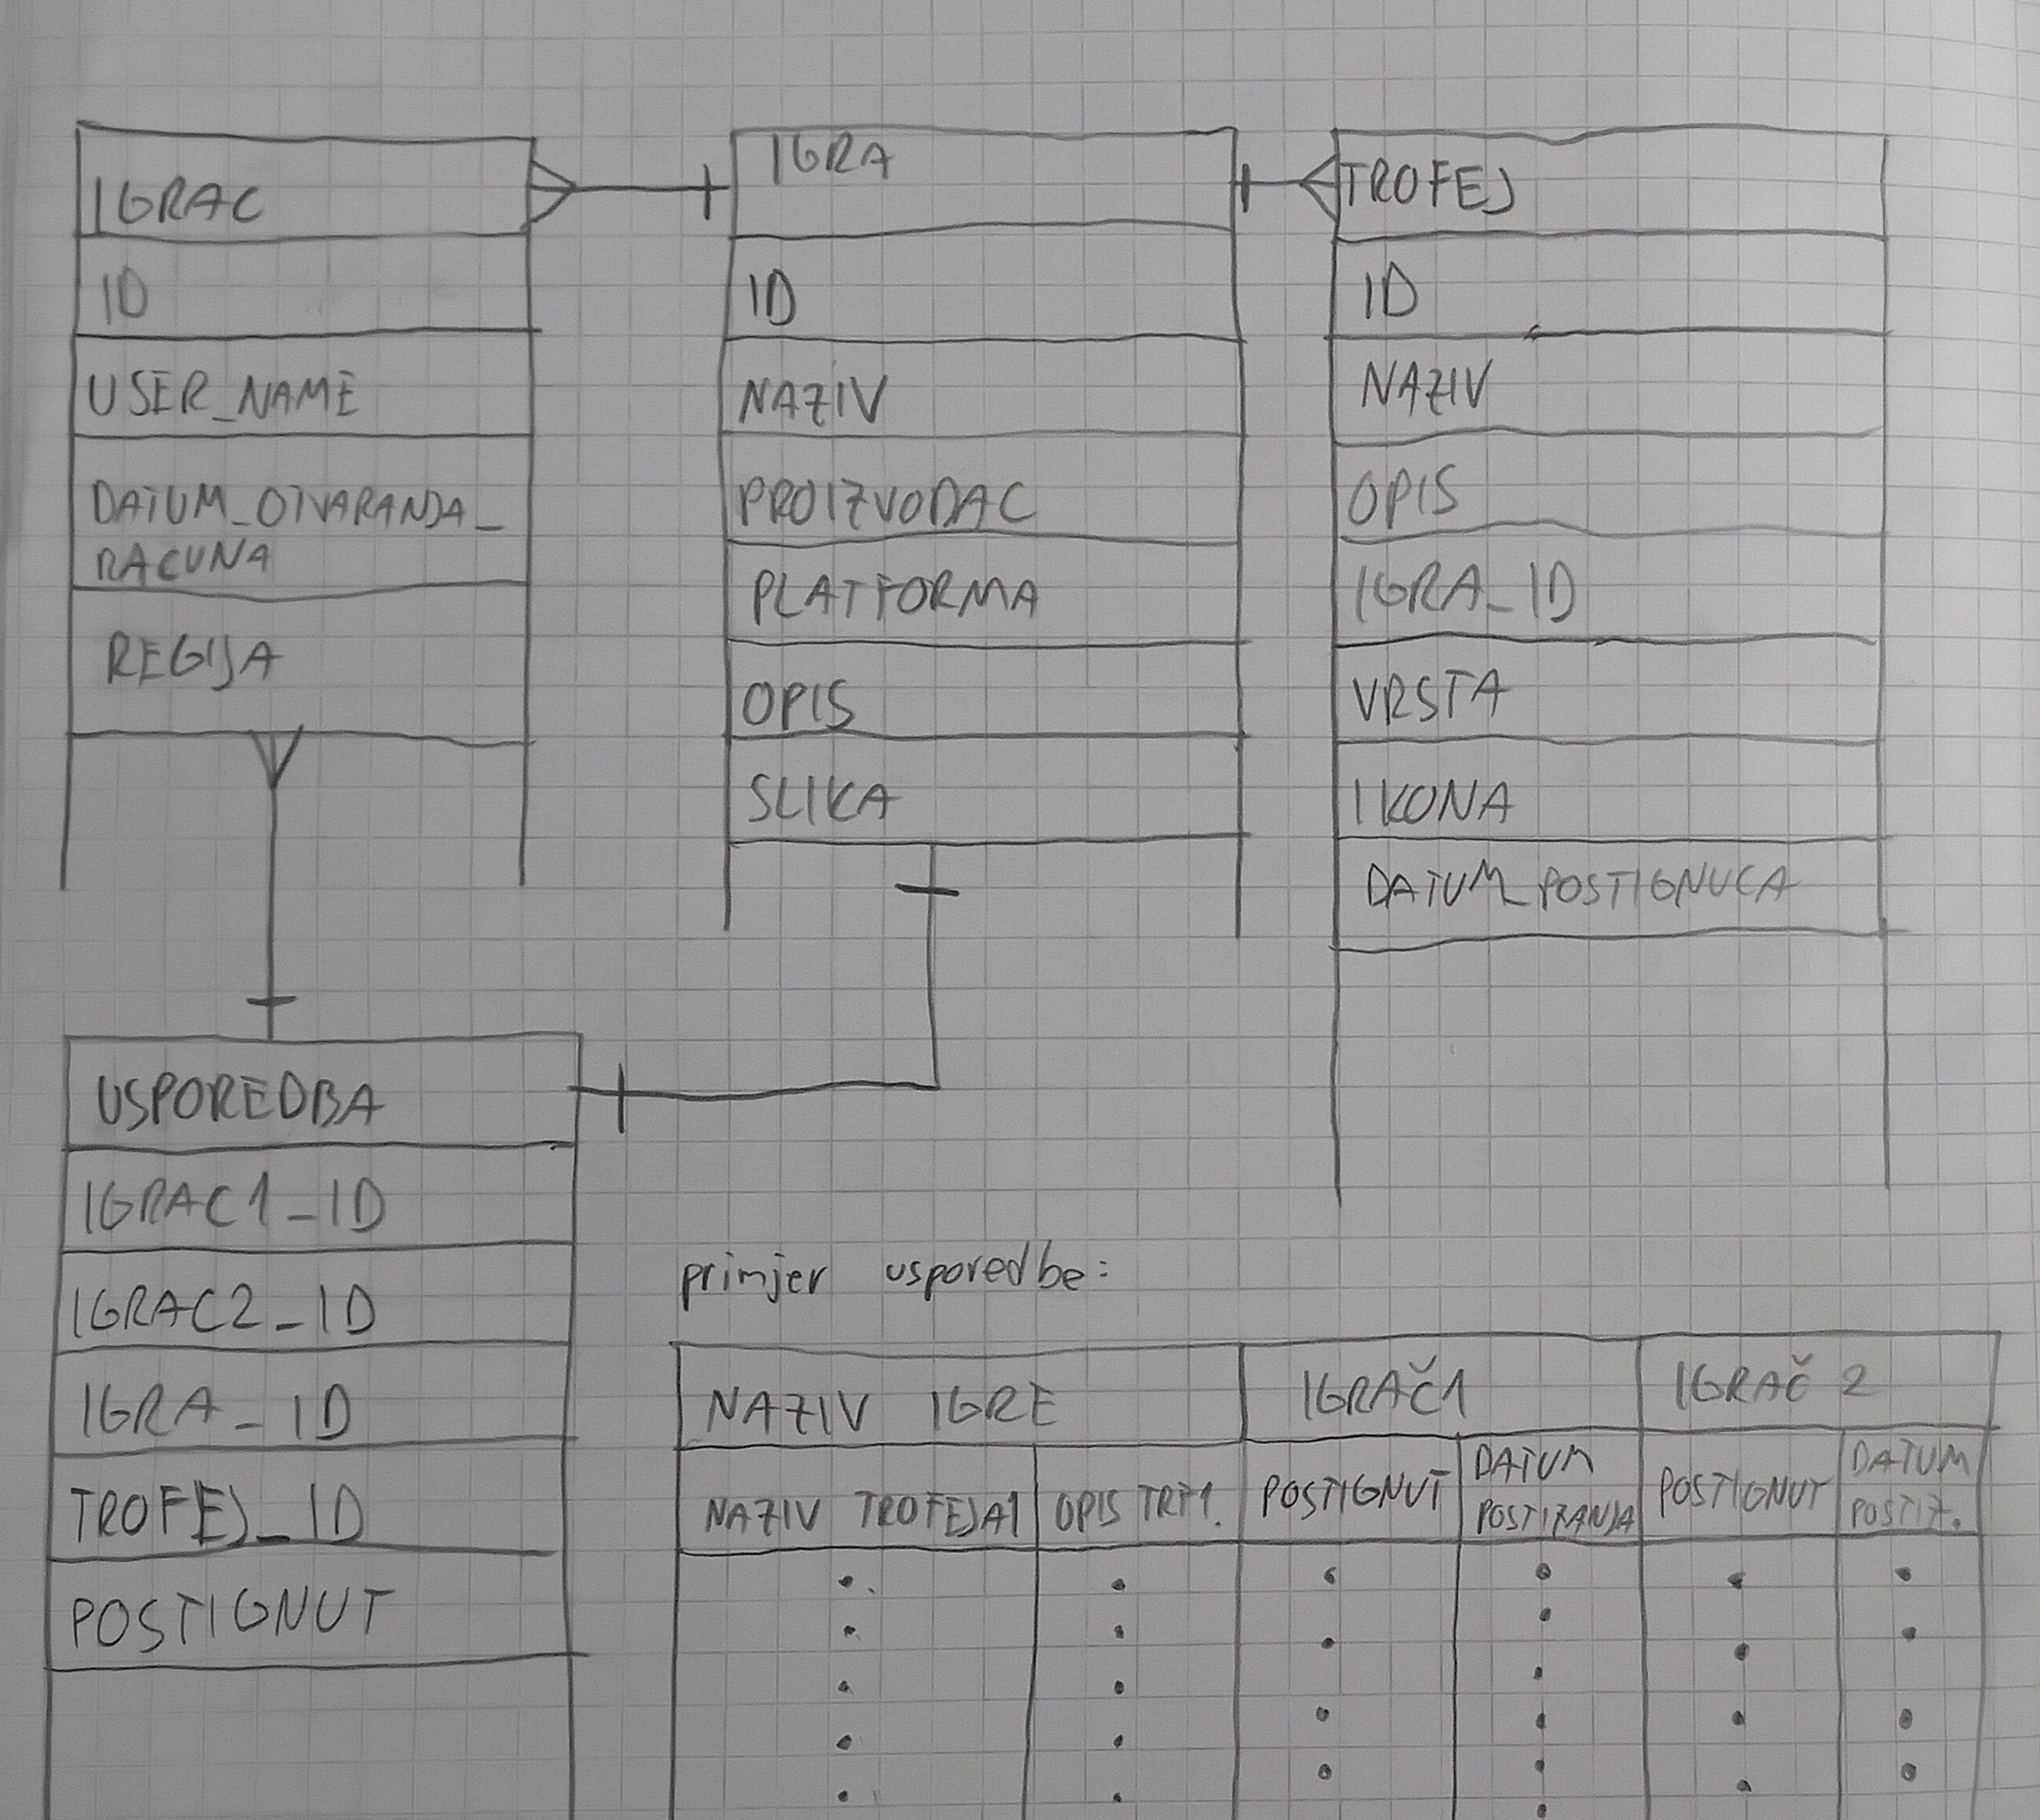 IGRAC
ID
USER_NAME
DATUM_OTVARANJA_
RACUNA
REGIJA
IGRA
ID
NAZIV
PROIZVODAC
PLATFORMA
OPIS
SLIKA
TROFEJ
ID
NAZIV
OPIS
IGRA_ID
VRSTA
IKONA
DATUM_POSTIGNUCA
USPOREDBA
IGRAC1_ID
IGRAC2_ID
IGRA_ID
TROFEJ_ID
POSTIGNUT
primjer usporedbe:
NAZIV IGRE
IGRAČ1
IGRAČ 2
NAZIV TROFEJA1
OPIS TRF1.
POSTIGNUT
DATUM
POSTIZANJA
POSTIGNUT
DATUM
POSTIZ.